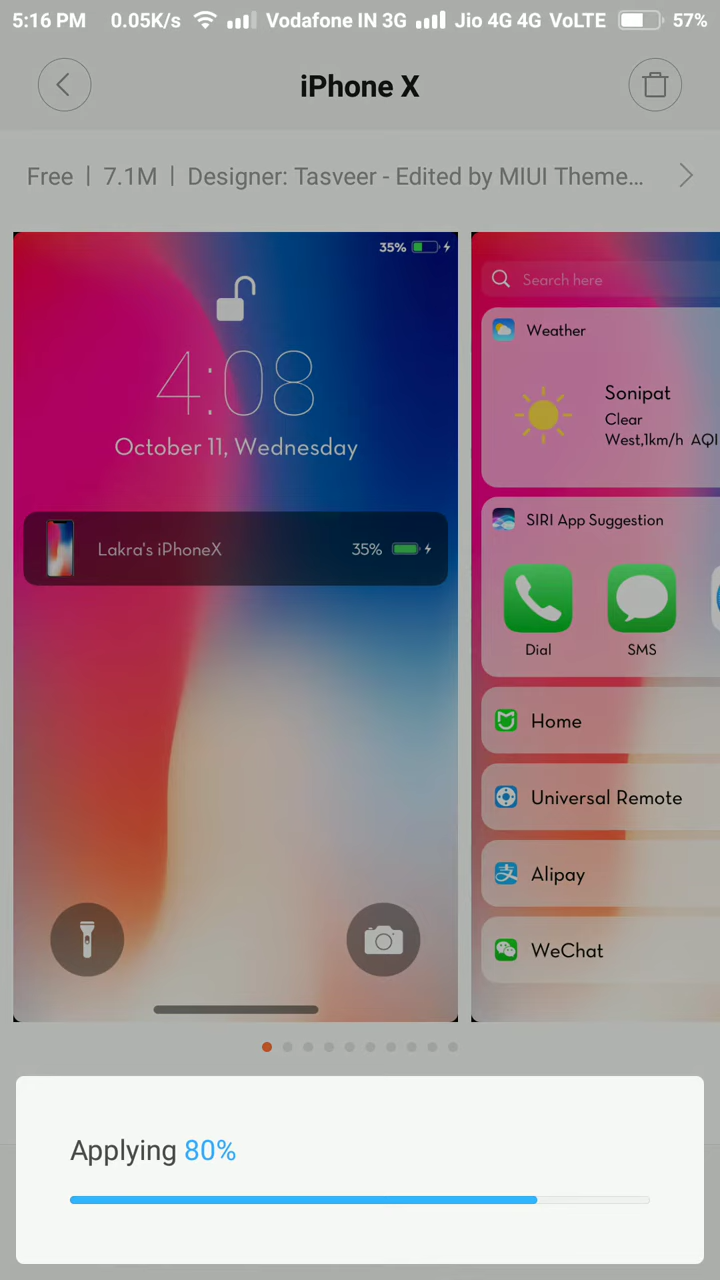 5:16 PM 0.05K/s Vodafone IN 3G Jio 4G 4G VoLTE 57%
iPhone X
Free | 7.1M | Designer: Tasveer - Edited by MIUI Theme...
35%
4:08
October 11, Wednesday
Lakra's iPhoneX 35%
Search here
Weather
Sonipat
Clear
West,1km/h AQI
SIRI App Suggestion
Dial SMS
Home
Universal Remote
支 Alipay
WeChat
Applying 80%